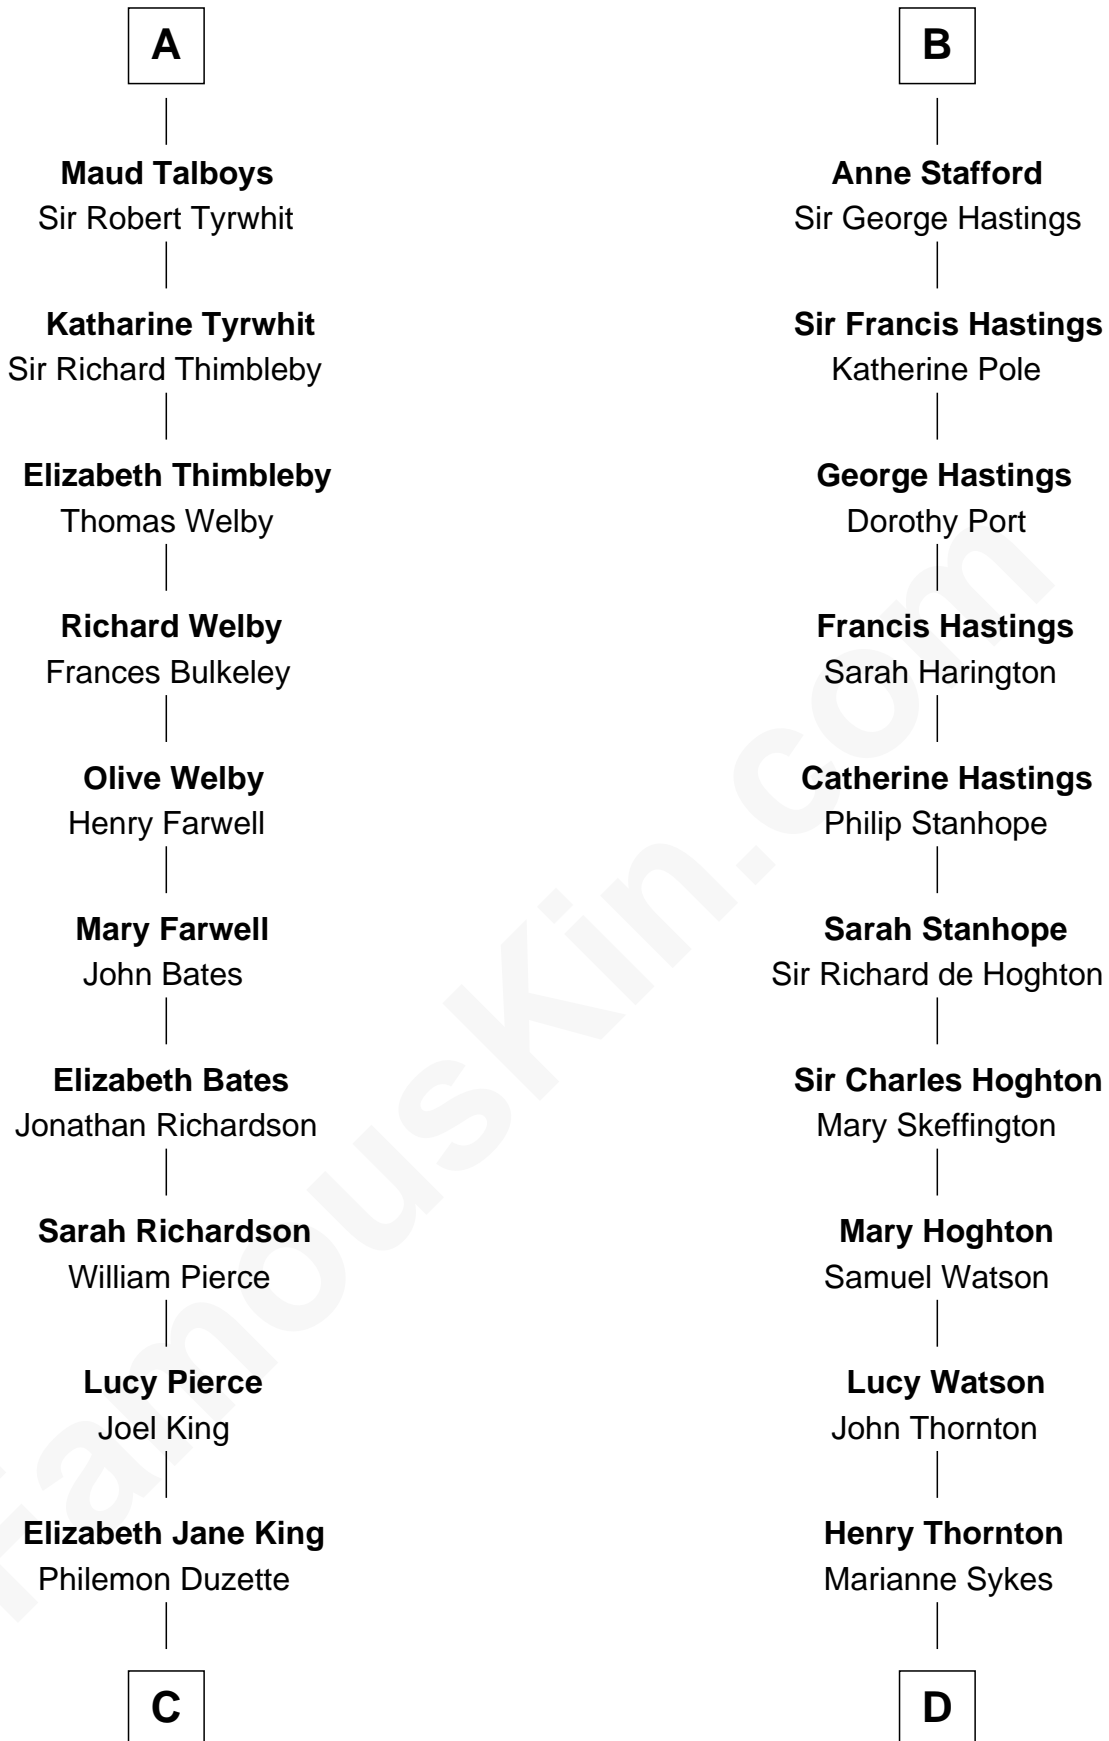 A
Maud Talboys
Sir Robert Tyrwhit
Katharine Tyrwhit
Sir Richard Thimbleby
Elizabeth Thimbleby
Thomas Welby
Richard Welby
Frances Bulkeley
Olive Welby
Henry Farwell
Mary Farwell
John Bates
Elizabeth Bates
Jonathan Richardson
Sarah Richardson
William Pierce
Lucy Pierce
Joel King
Elizabeth Jane King
Philemon Duzette
C
B
Anne Stafford
Sir George Hastings
Sir Francis Hastings
Katherine Pole
George Hastings
Dorothy Port
Francis Hastings
Sarah Harington
Catherine Hastings
Philip Stanhope
Sarah Stanhope
Sir Richard de Hoghton
Sir Charles Hoghton
Mary Skeffington
Mary Hoghton
Samuel Watson
Lucy Watson
John Thornton
Henry Thornton
Marianne Sykes
D
FamousKin.com